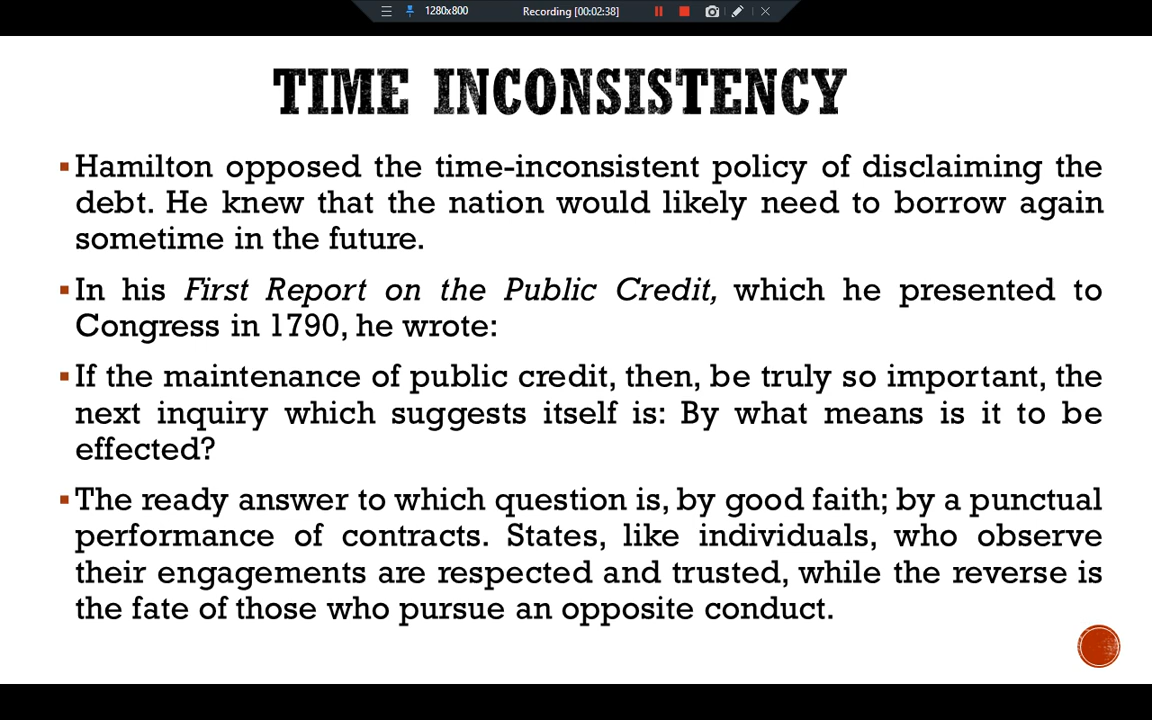 1280x800
Recording [00:02:38]
TIME INCONSISTENCY
▪Hamilton opposed the time-inconsistent policy of disclaiming the
debt. He knew that the nation would likely need to borrow again
sometime in the future.
▪In his First Report on the Public Credit, which he presented to
Congress in 1790, he wrote:
▪If the maintenance of public credit, then, be truly so important, the
next inquiry which suggests itself is: By what means is it to be
effected?
▪The ready answer to which question is, by good faith; by a punctual
performance of contracts. States, like individuals, who observe
their engagements are respected and trusted, while the reverse is
the fate of those who pursue an opposite conduct.